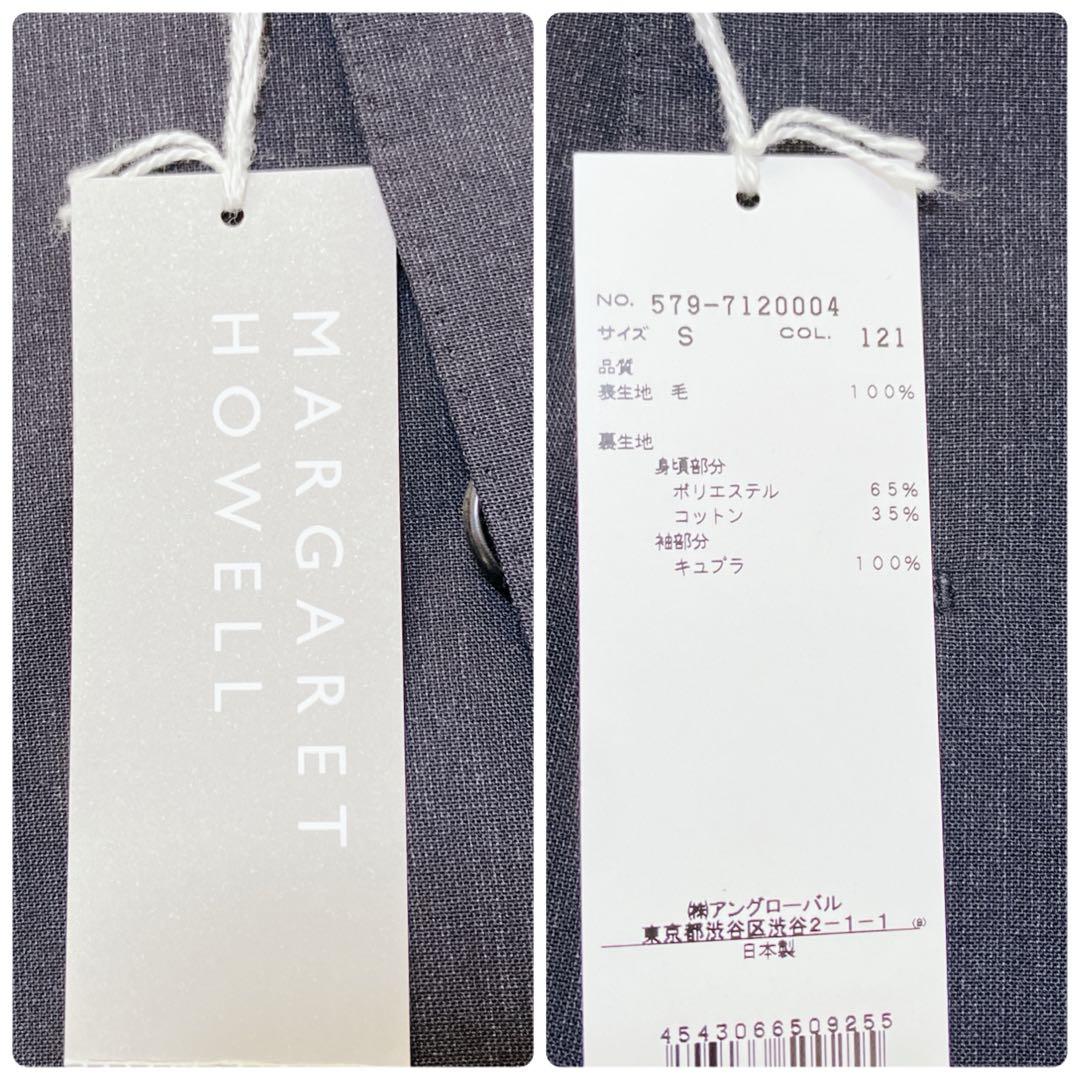 MARGARET
HOWELL
NO. 579-7120004
サイズ S COL. 121
品質
表生地 毛 100%
裏生地
身頃部分
ポリエステル 65%
コットン 35%
袖部分
キュプラ 100%
㈱アングローバル
東京都渋谷区渋谷2-1-1 (B)
日本製
4543066509255